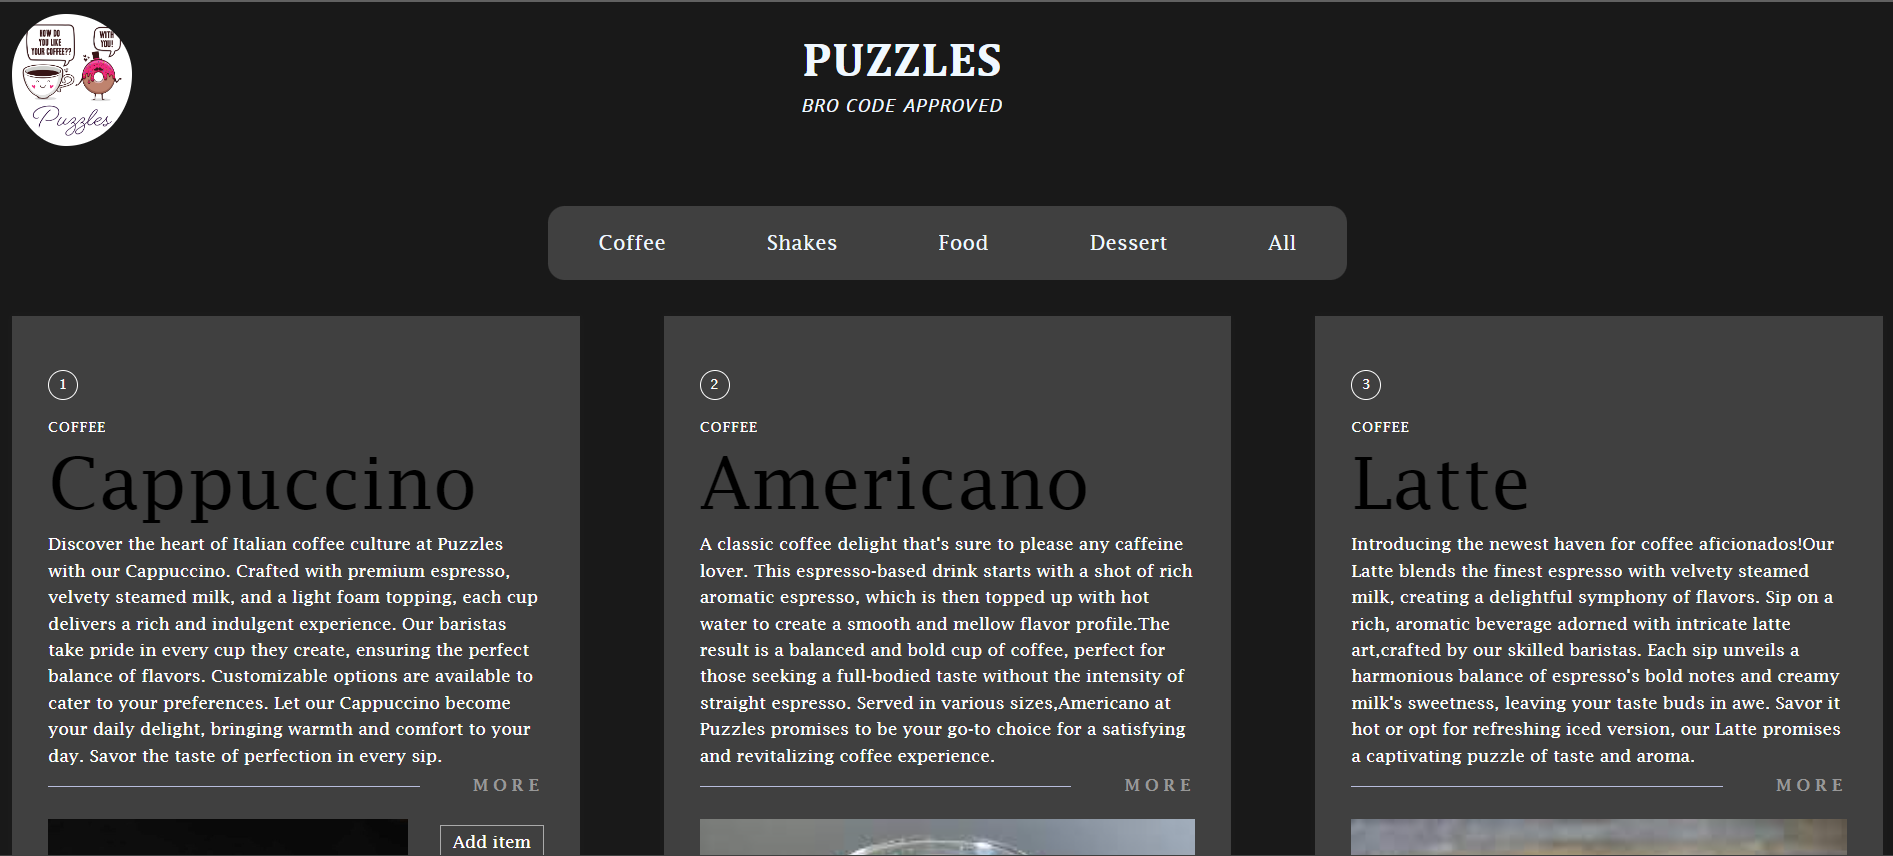 HOW DO
YOU LIKE
YOUR COFFEE??
WITH
YOU!
Puzzles
PUZZLES
BRO CODE APPROVED
Coffee
Shakes
Food
Dessert
All
1
COFFEE
Cappuccino
Discover the heart of Italian coffee culture at Puzzles
with our Cappuccino. Crafted with premium espresso,
velvety steamed milk, and a light foam topping, each cup
delivers a rich and indulgent experience. Our baristas
take pride in every cup they create, ensuring the perfect
balance of flavors. Customizable options are available to
cater to your preferences. Let our Cappuccino become
your daily delight, bringing warmth and comfort to your
day. Savor the taste of perfection in every sip.
MORE
Add item
2
COFFEE
Americano
A classic coffee delight that's sure to please any caffeine
lover. This espresso-based drink starts with a shot of rich
aromatic espresso, which is then topped up with hot
water to create a smooth and mellow flavor profile.The
result is a balanced and bold cup of coffee, perfect for
those seeking a full-bodied taste without the intensity of
straight espresso. Served in various sizes,Americano at
Puzzles promises to be your go-to choice for a satisfying
and revitalizing coffee experience.
MORE
3
COFFEE
Latte
Introducing the newest haven for coffee aficionados!Our
Latte blends the finest espresso with velvety steamed
milk, creating a delightful symphony of flavors. Sip on a
rich, aromatic beverage adorned with intricate latte
art,crafted by our skilled baristas. Each sip unveils a
harmonious balance of espresso's bold notes and creamy
milk's sweetness, leaving your taste buds in awe. Savor it
hot or opt for refreshing iced version, our Latte promises
a captivating puzzle of taste and aroma.
MORE